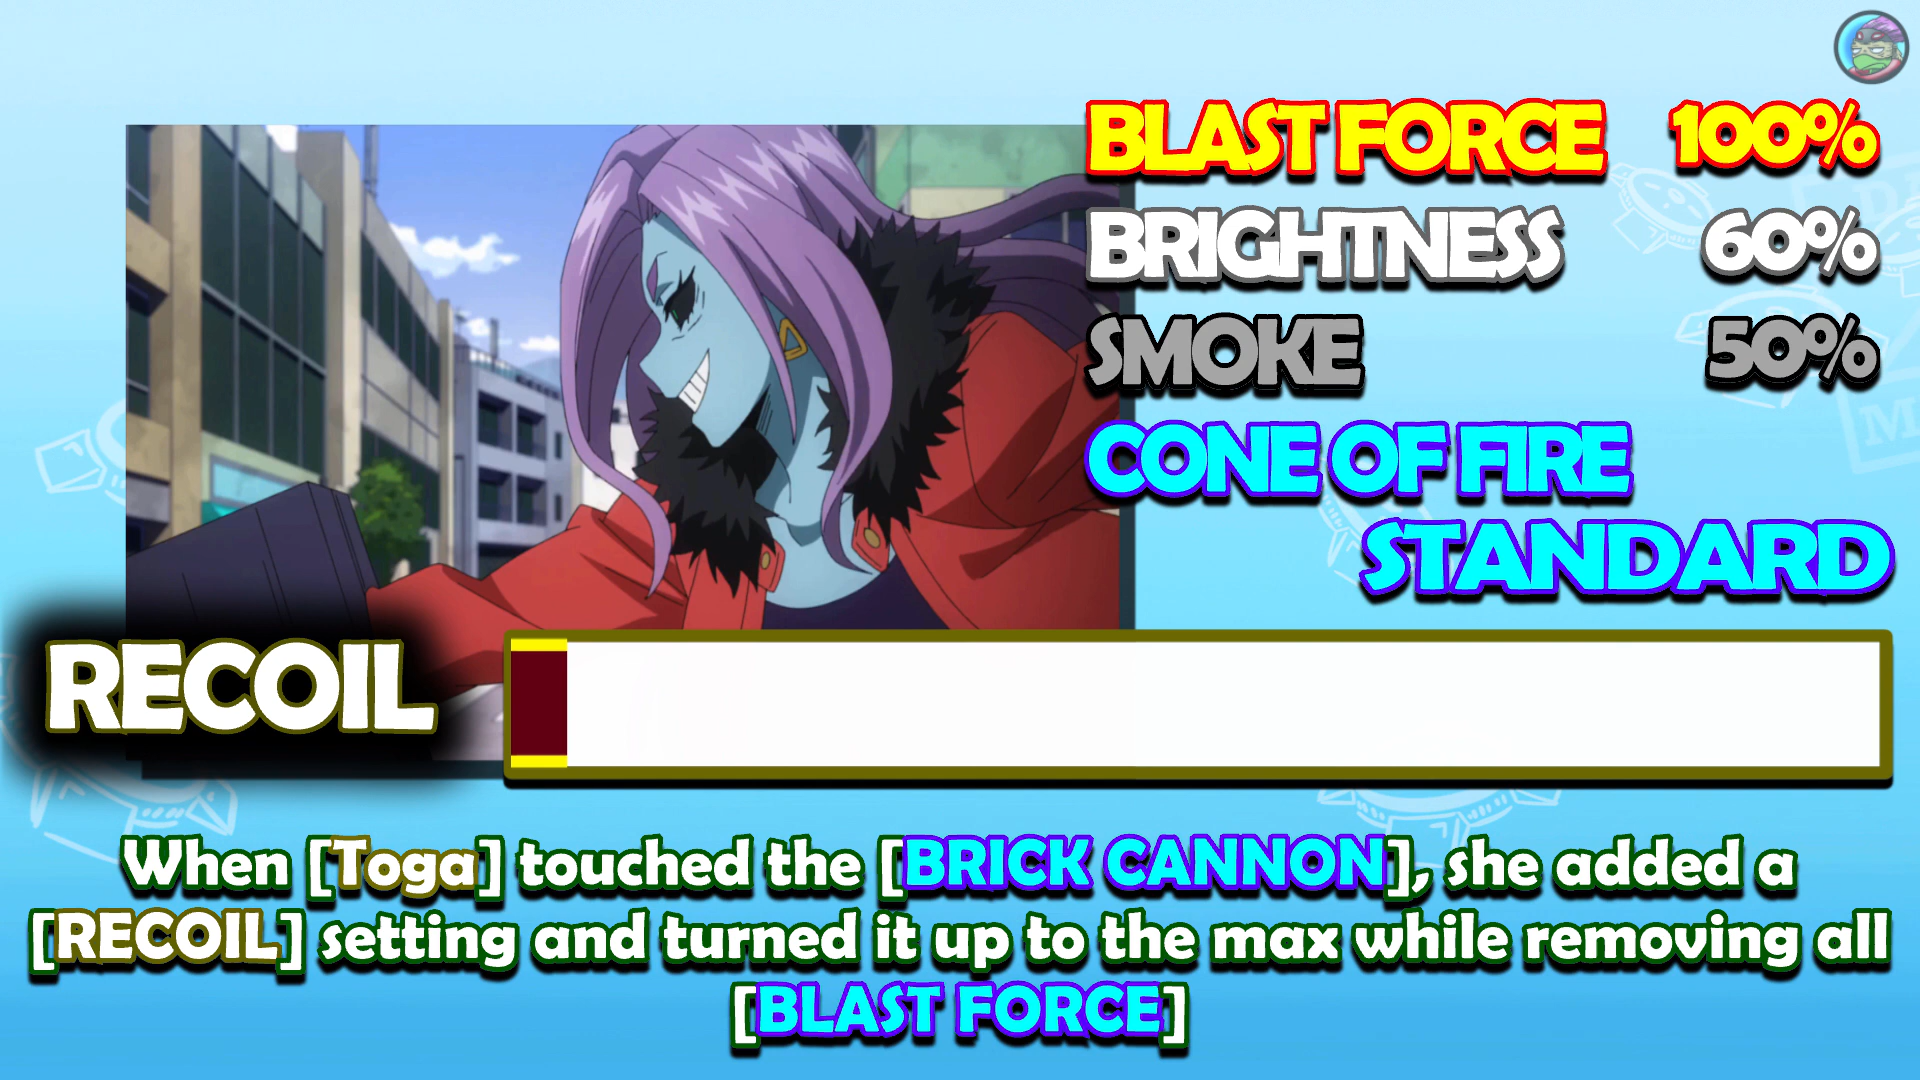 BLAST FORCE 100%
BRIGHTNESS 60%
SMOKE 50%
CONE OF FIRE
STANDARD
RECOIL
When [Toga] touched the [BRICK CANNON], she added a
[RECOIL] setting and turned it up to the max while removing all
[BLAST FORCE]